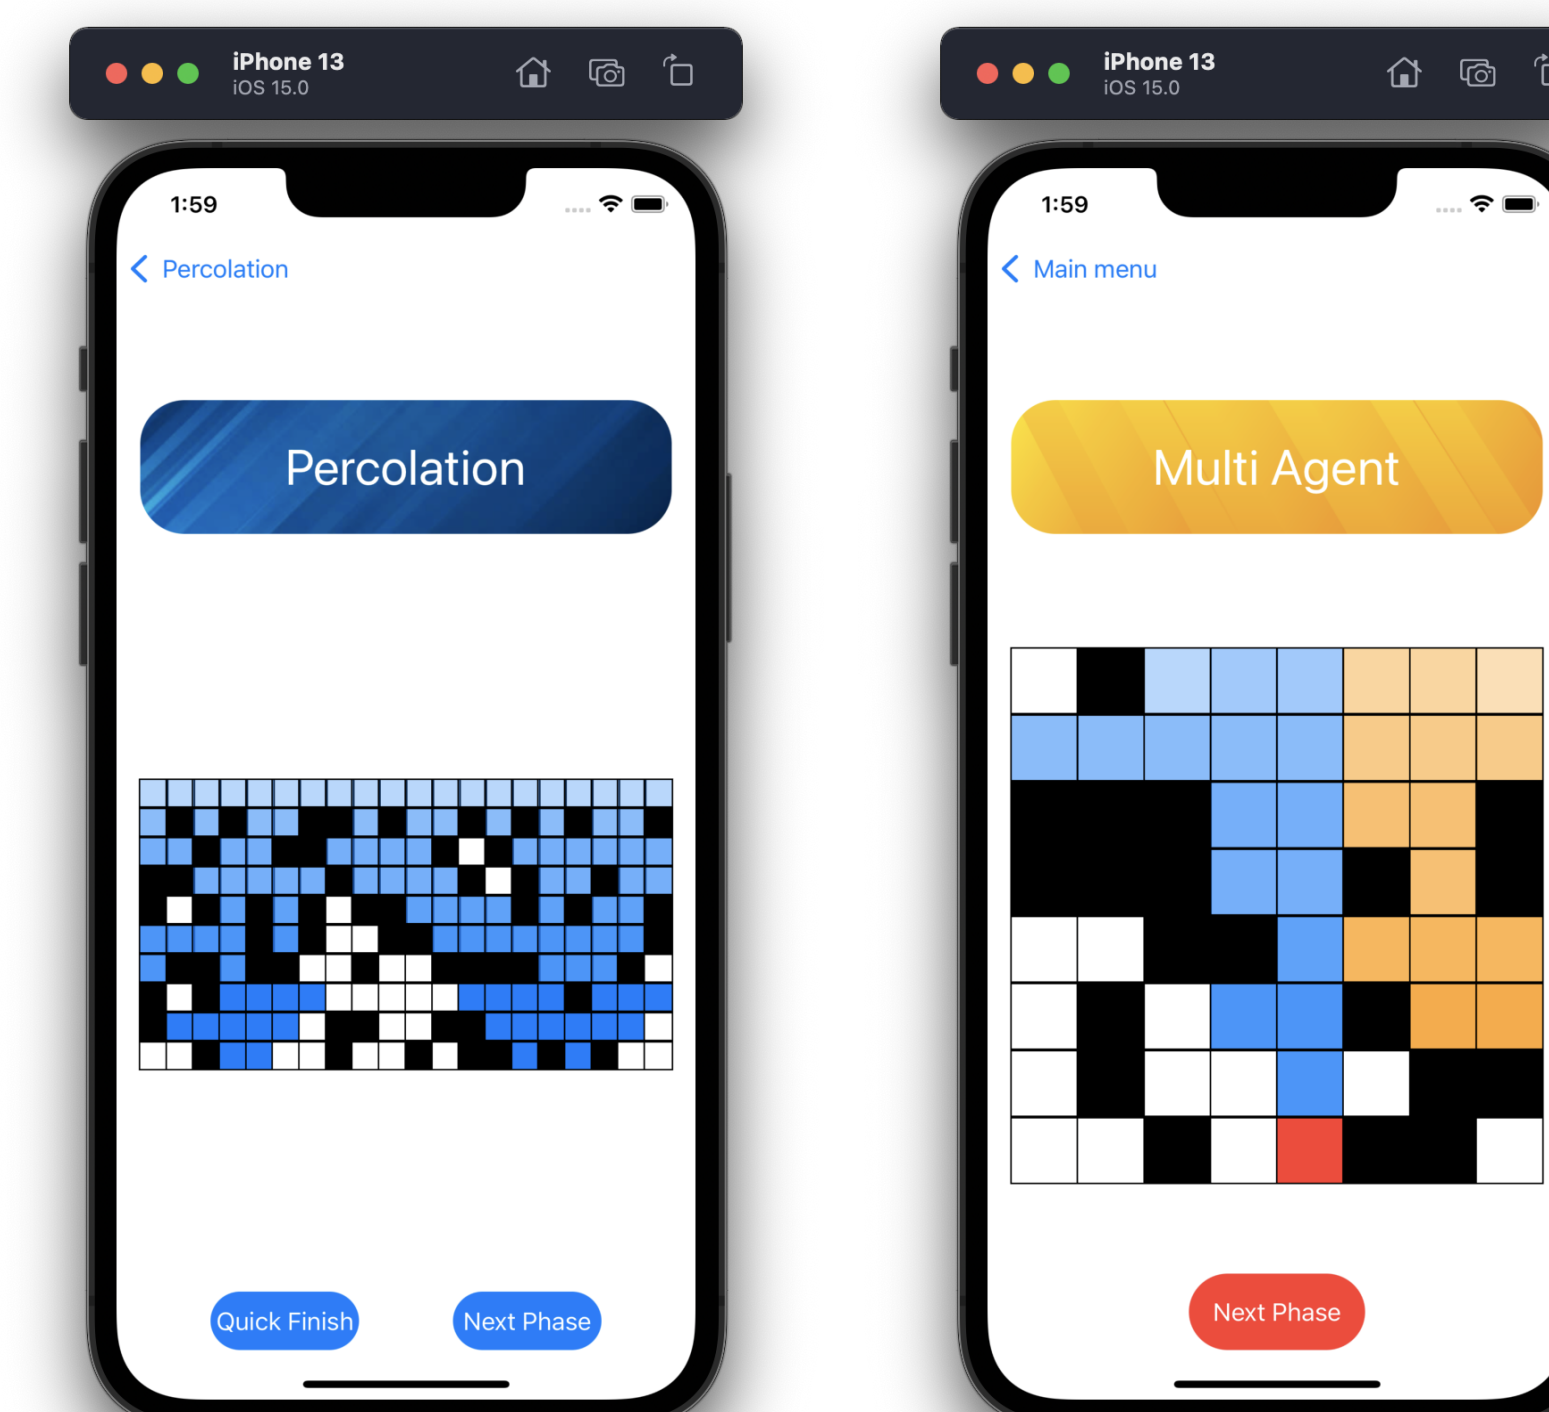 iPhone 13
iOS 15.0
1:59
Percolation
Percolation
Quick Finish
Next Phase
iPhone 13
iOS 15.0
1:59
Main menu
Multi Agent
Next Phase